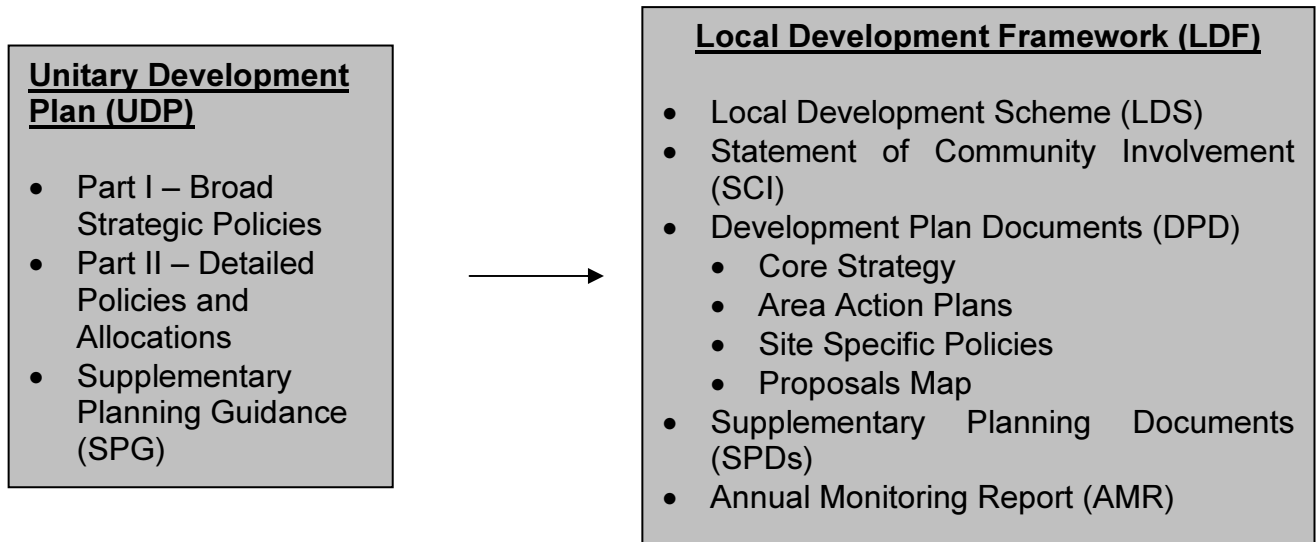 Unitary Development
Plan (UDP)
• Part I – Broad
Strategic Policies
• Part II – Detailed
Policies and
Allocations
• Supplementary
Planning Guidance
(SPG)
Local Development Framework (LDF)
• Local Development Scheme (LDS)
• Statement of Community Involvement
(SCI)
• Development Plan Documents (DPD)
• Core Strategy
• Area Action Plans
• Site Specific Policies
• Proposals Map
• Supplementary Planning Documents
(SPDs)
• Annual Monitoring Report (AMR)